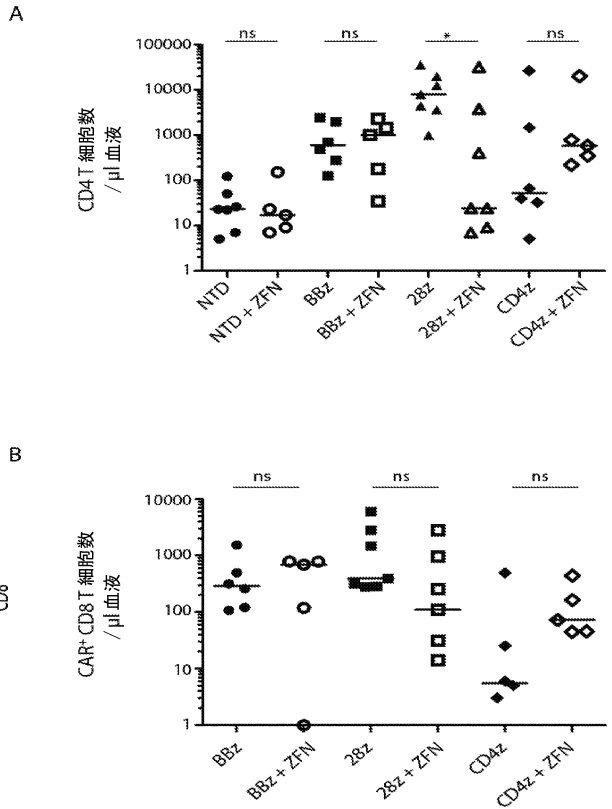 A
ns
ns
*
ns
CD4 T 細胞数
/ μl 血液
100000
10000
1000
100
10
1
NTD
NTD + ZFN
BBz
BBz + ZFN
28z
28z + ZFN
CD4z
CD4z + ZFN
B
ns
ns
ns
CAR⁺ CD8 T 細胞数
/ μl 血液
10000
1000
100
10
1
BBz
BBz + ZFN
28z
28z + ZFN
CD4z
CD4z + ZFN